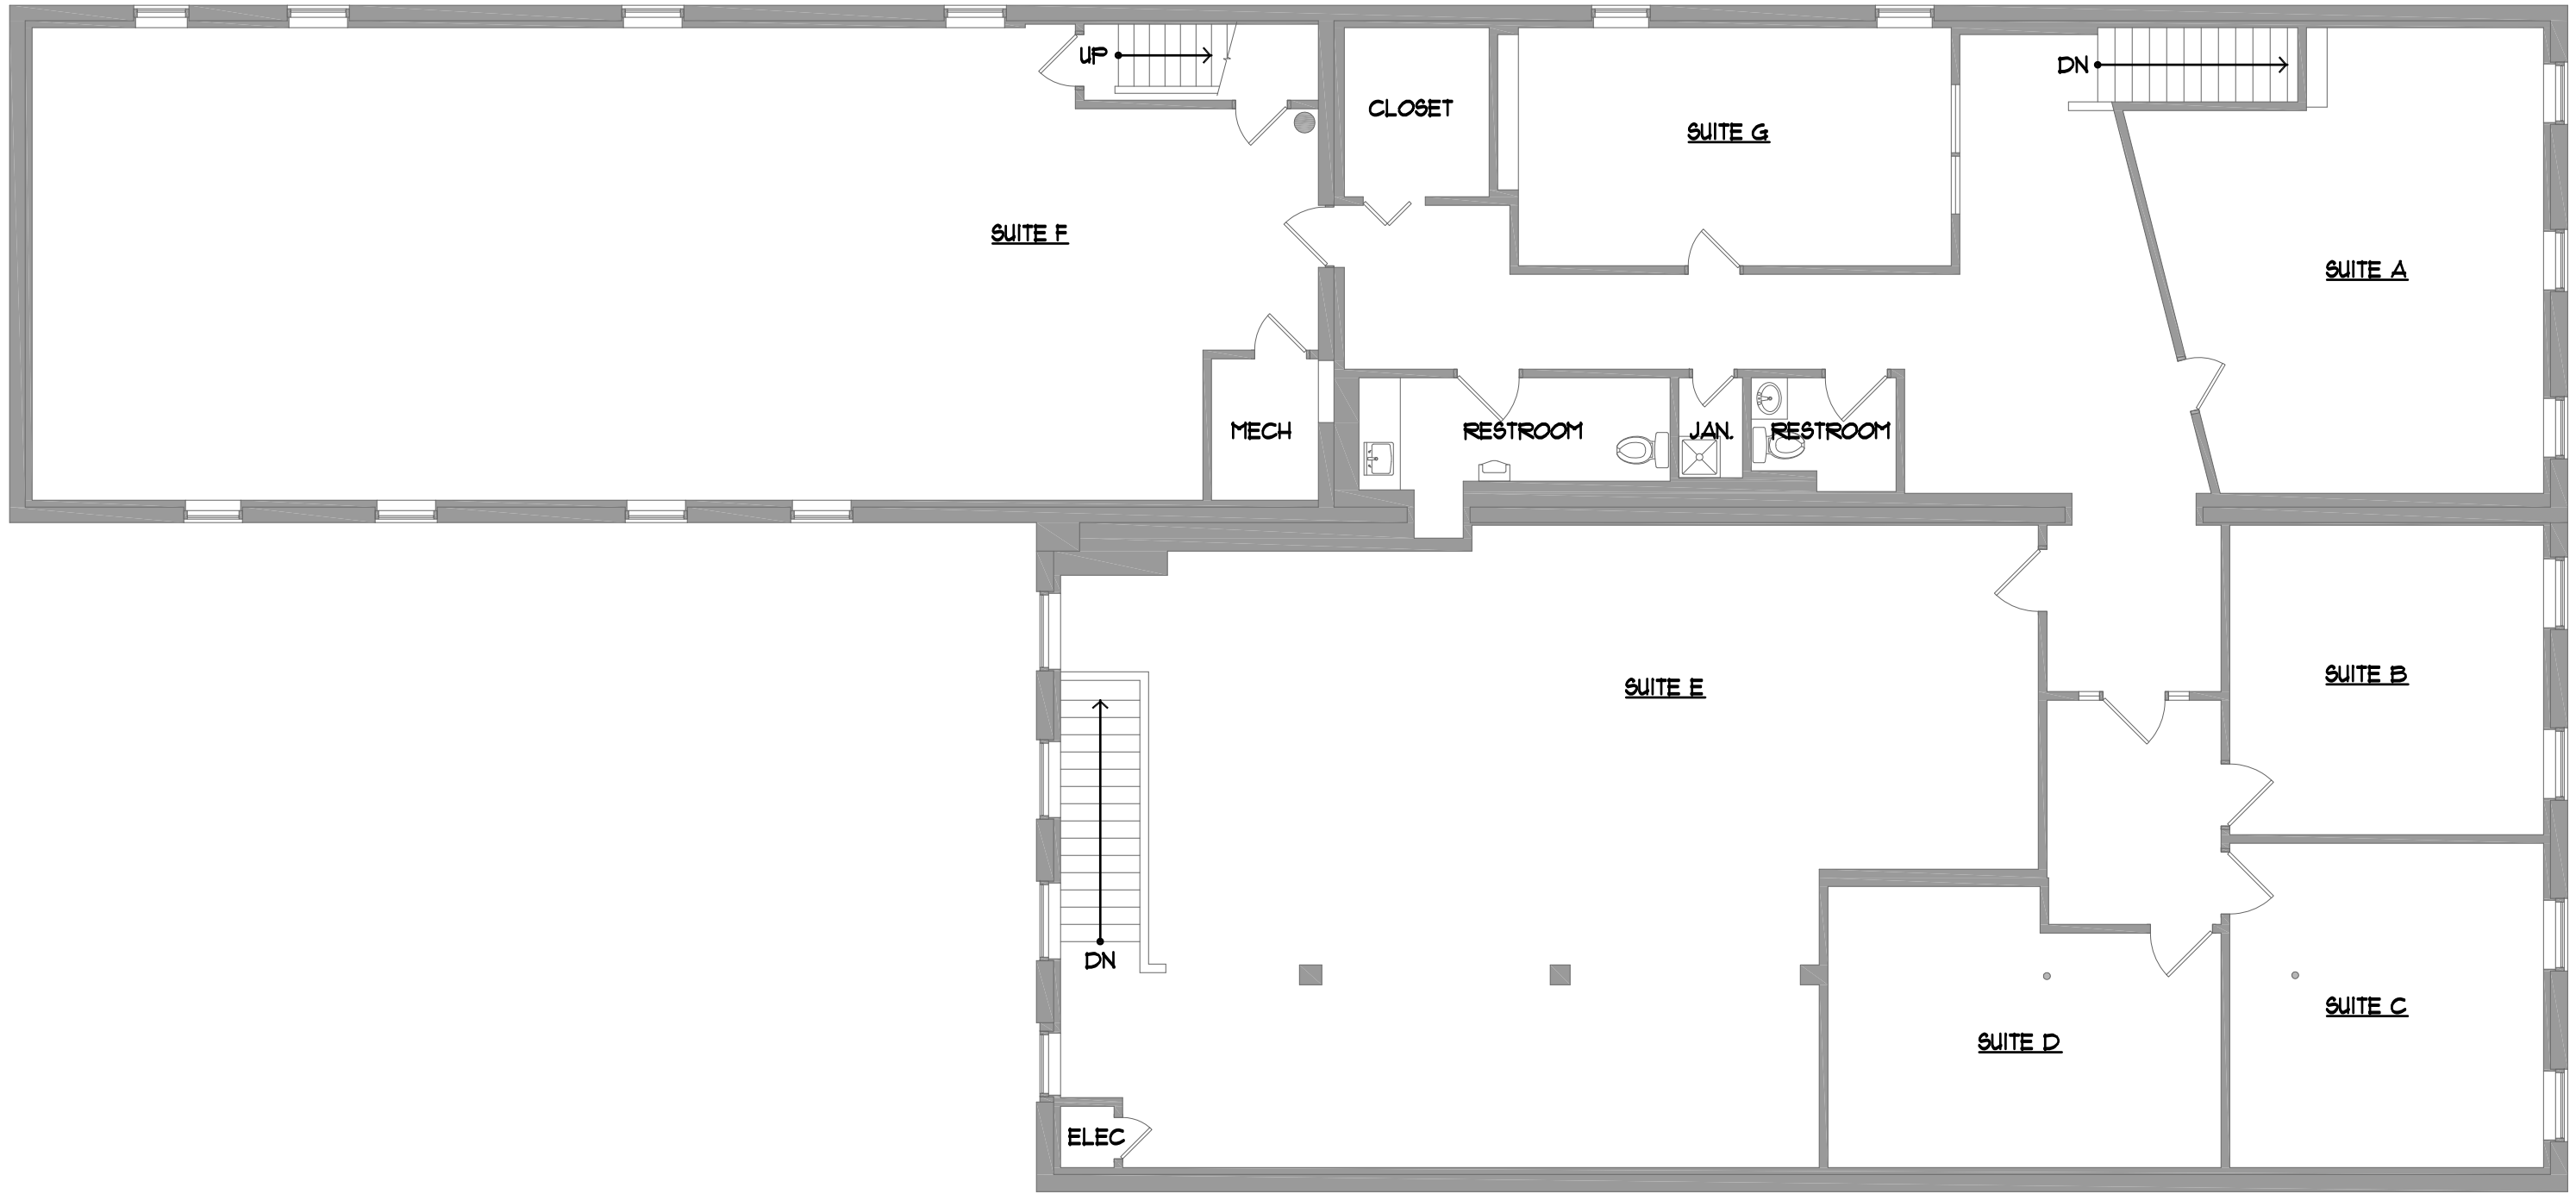 UP
DN
CLOSET
SUITE G
SUITE F
SUITE A
MECH
RESTROOM
JAN.
RESTROOM
SUITE E
SUITE B
DN
SUITE C
SUITE D
ELEC